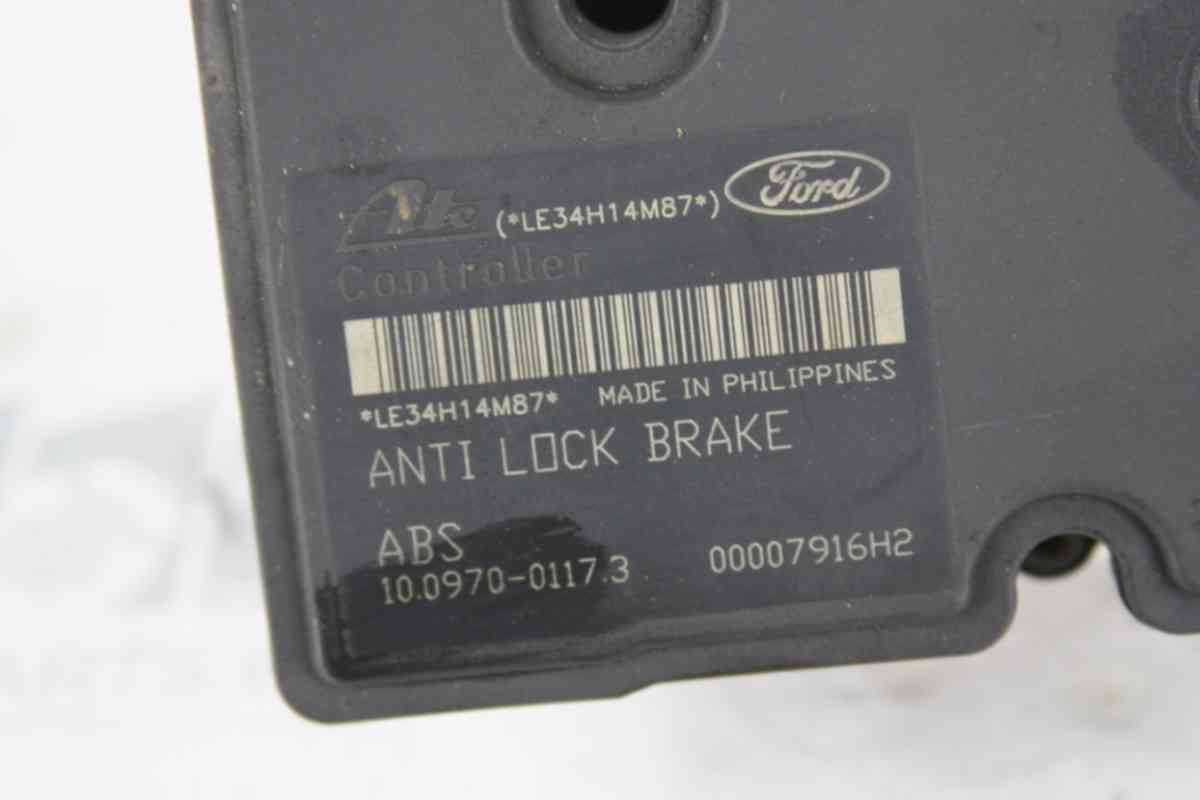 Ate (*LE34H14M87*) Ford
Controller
*LE34H14M87* MADE IN PHILIPPINES
ANTI LOCK BRAKE
ABS
10.0970-0117.3 00007916H2